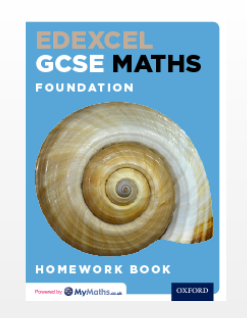 EDEXCEL
GCSE MATHS
FOUNDATION
HOMEWORK BOOK
Powered by MyMaths.co.uk
OXFORD